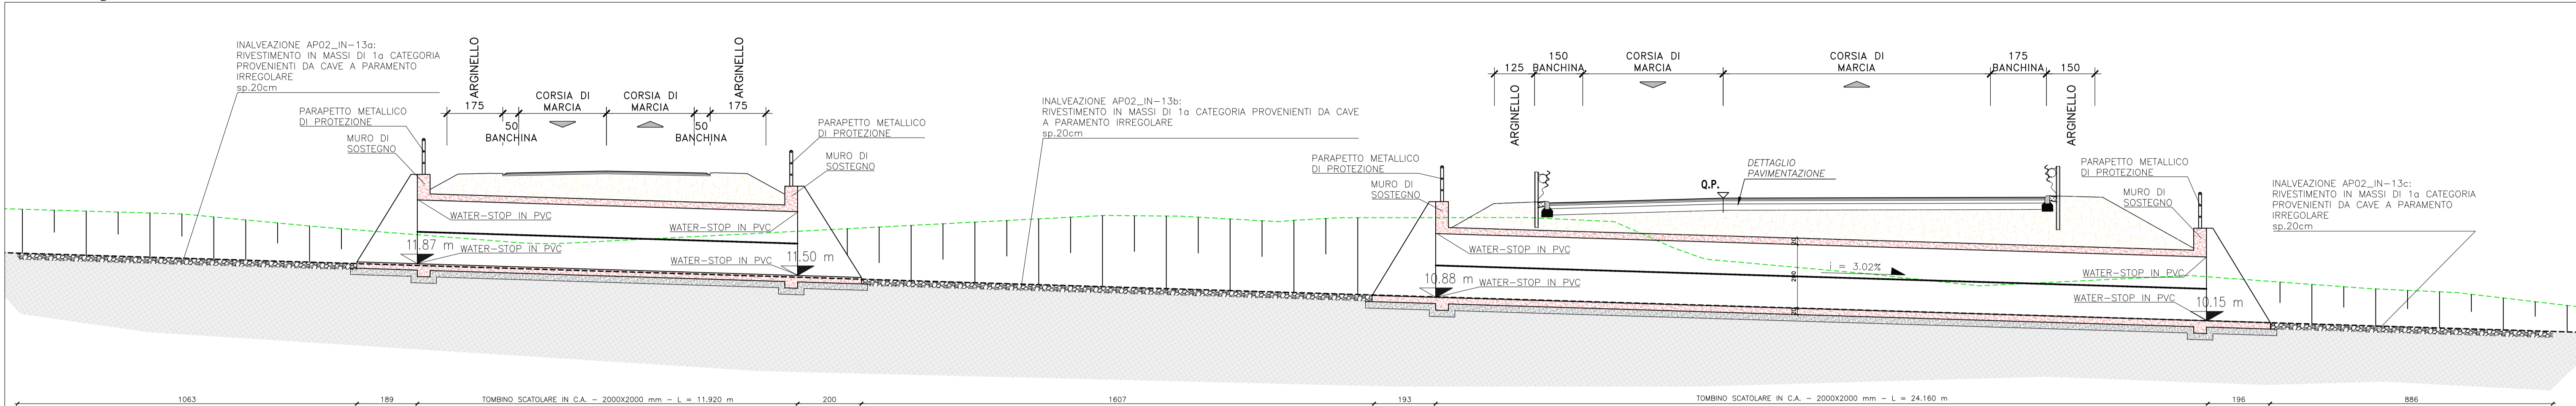 INALVEAZIONE AP02_IN-13a:
RIVESTIMENTO IN MASSI DI 1a CATEGORIA
PROVENIENTI DA CAVE A PARAMENTO
IRREGOLARE
sp.20cm
PARAPETTO METALLICO
DI PROTEZIONE
MURO DI
SOSTEGNO
ARGINELLO
175
50
BANCHINA
CORSIA DI
MARCIA
CORSIA DI
MARCIA
50
BANCHINA
ARGINELLO
175
PARAPETTO METALLICO
DI PROTEZIONE
MURO DI
SOSTEGNO
WATER-STOP IN PVC
WATER-STOP IN PVC
11.87 m
WATER-STOP IN PVC
WATER-STOP IN PVC
11.50 m
INALVEAZIONE AP02_IN-13b:
RIVESTIMENTO IN MASSI DI 1a CATEGORIA PROVENIENTI DA CAVE
A PARAMENTO IRREGOLARE
sp.20cm
PARAPETTO METALLICO
DI PROTEZIONE
MURO DI
SOSTEGNO
125
ARGINELLO
150
BANCHINA
CORSIA DI
MARCIA
CORSIA DI
MARCIA
175
BANCHINA
150
ARGINELLO
Q.P.
DETTAGLIO
PAVIMENTAZIONE
PARAPETTO METALLICO
DI PROTEZIONE
MURO DI
SOSTEGNO
WATER-STOP IN PVC
10.88 m
WATER-STOP IN PVC
i = 3.02%
WATER-STOP IN PVC
WATER-STOP IN PVC
10.15 m
INALVEAZIONE AP02_IN-13c:
RIVESTIMENTO IN MASSI DI 1a CATEGORIA
PROVENIENTI DA CAVE A PARAMENTO
IRREGOLARE
sp.20cm
1063
189
TOMBINO SCATOLARE IN C.A. - 2000X2000 mm - L = 11.920 m
200
1607
193
TOMBINO SCATOLARE IN C.A. - 2000X2000 mm - L = 24.160 m
196
886